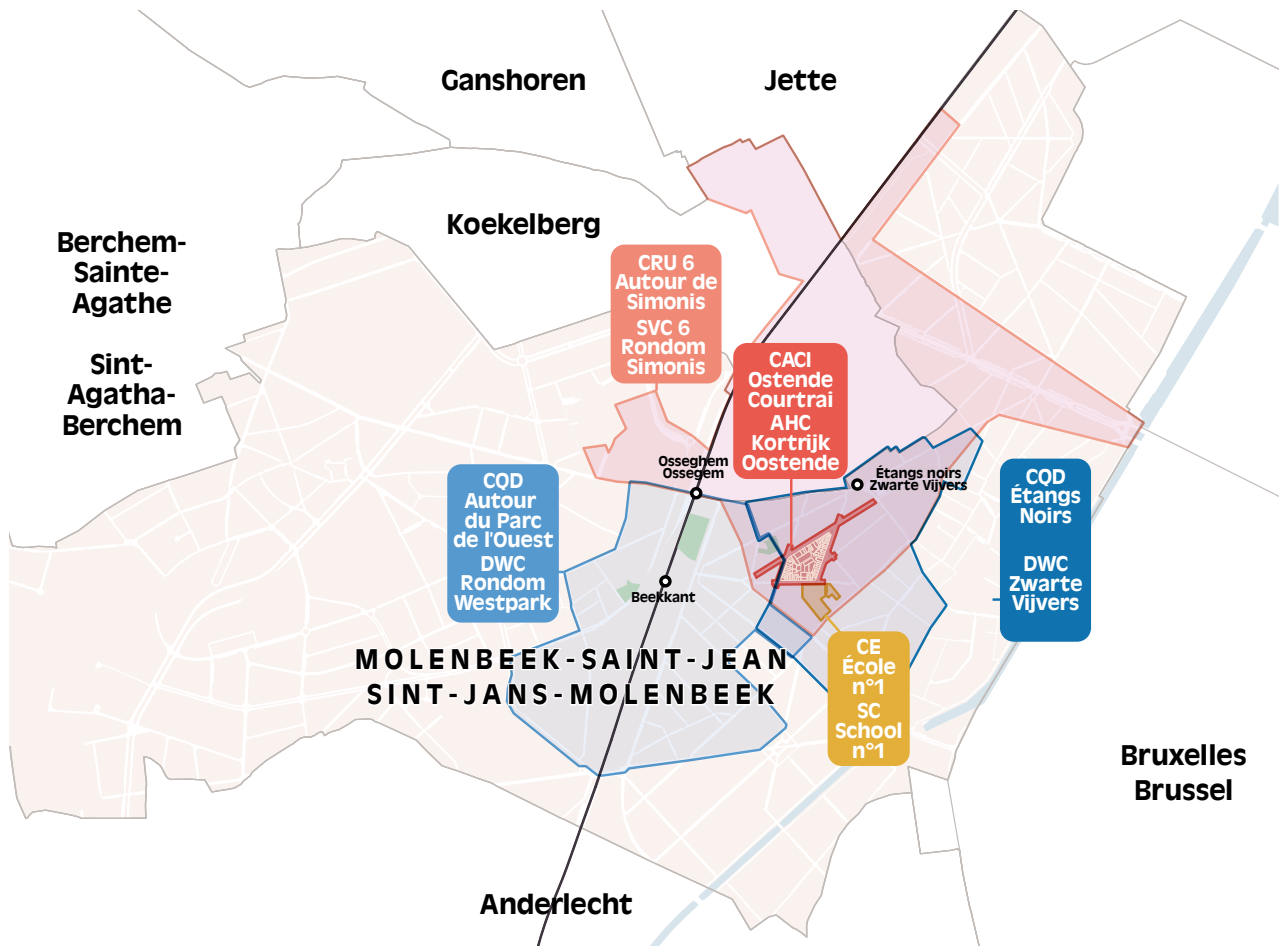 Ganshoren
Jette
Koekelberg
Berchem-
Sainte-
Agathe
Sint-
Agatha-
Berchem
CRU 6
Autour de
Simonis
SVC 6
Rondom
Simonis
CACI
Ostende
Courtrai
AHC
Kortrijk
Oostende
Osseghem
Ossegem
Étangs noirs
Zwarte Vijvers
CQD
Autour
du Parc
de l'Ouest
DWC
Rondom
Westpark
CQD
Étangs
Noirs
DWC
Zwarte
Vijvers
Beekkant
MOLENBEEK-SAINT-JEAN
SINT-JANS-MOLENBEEK
CE
École
n°1
SC
School
n°1
Bruxelles
Brussel
Anderlecht